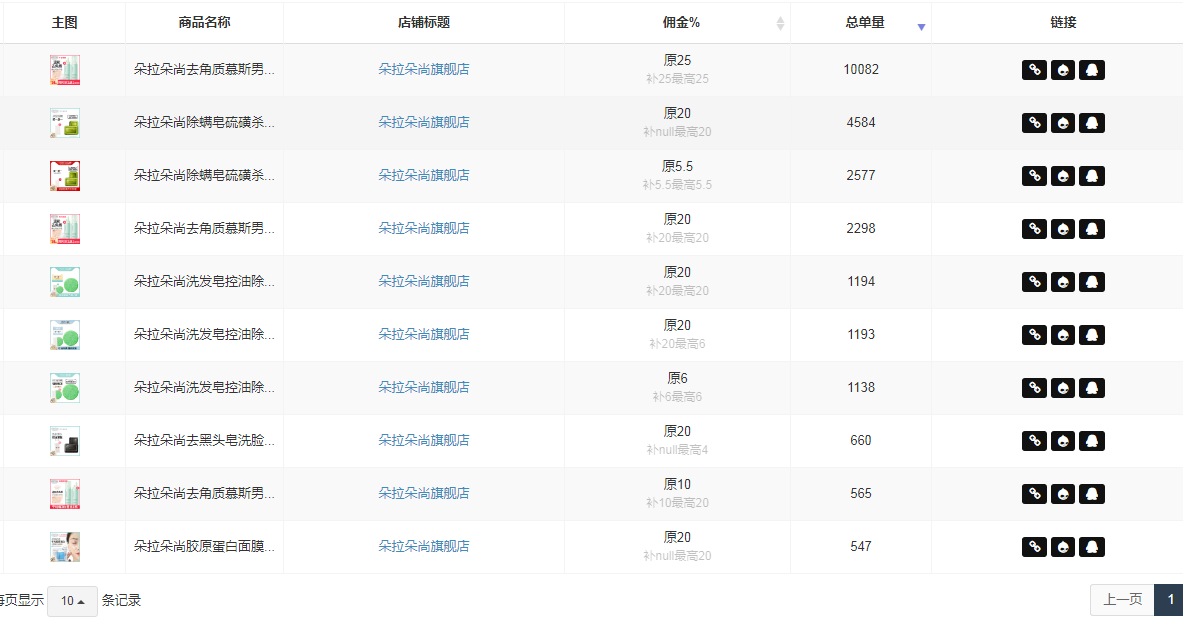 主图 商品名称 店铺标题 佣金% 总单量 链接
朵拉朵尚去角质慕斯男... 朵拉朵尚旗舰店 原25 10082
补25最高25
朵拉朵尚除螨皂硫磺杀... 朵拉朵尚旗舰店 原20 4584
补null最高20
朵拉朵尚除螨皂硫磺杀... 朵拉朵尚旗舰店 原5.5 2577
补5.5最高5.5
朵拉朵尚去角质慕斯男... 朵拉朵尚旗舰店 原20 2298
补20最高20
朵拉朵尚洗发皂控油除... 朵拉朵尚旗舰店 原20 1194
补20最高20
朵拉朵尚洗发皂控油除... 朵拉朵尚旗舰店 原20 1193
补20最高6
朵拉朵尚洗发皂控油除... 朵拉朵尚旗舰店 原6 1138
补6最高6
朵拉朵尚去黑头皂洗脸... 朵拉朵尚旗舰店 原20 660
补null最高4
朵拉朵尚去角质慕斯男... 朵拉朵尚旗舰店 原10 565
补10最高20
朵拉朵尚胶原蛋白面膜... 朵拉朵尚旗舰店 原20 547
补null最高20
每页显示 10 条记录 上一页 1